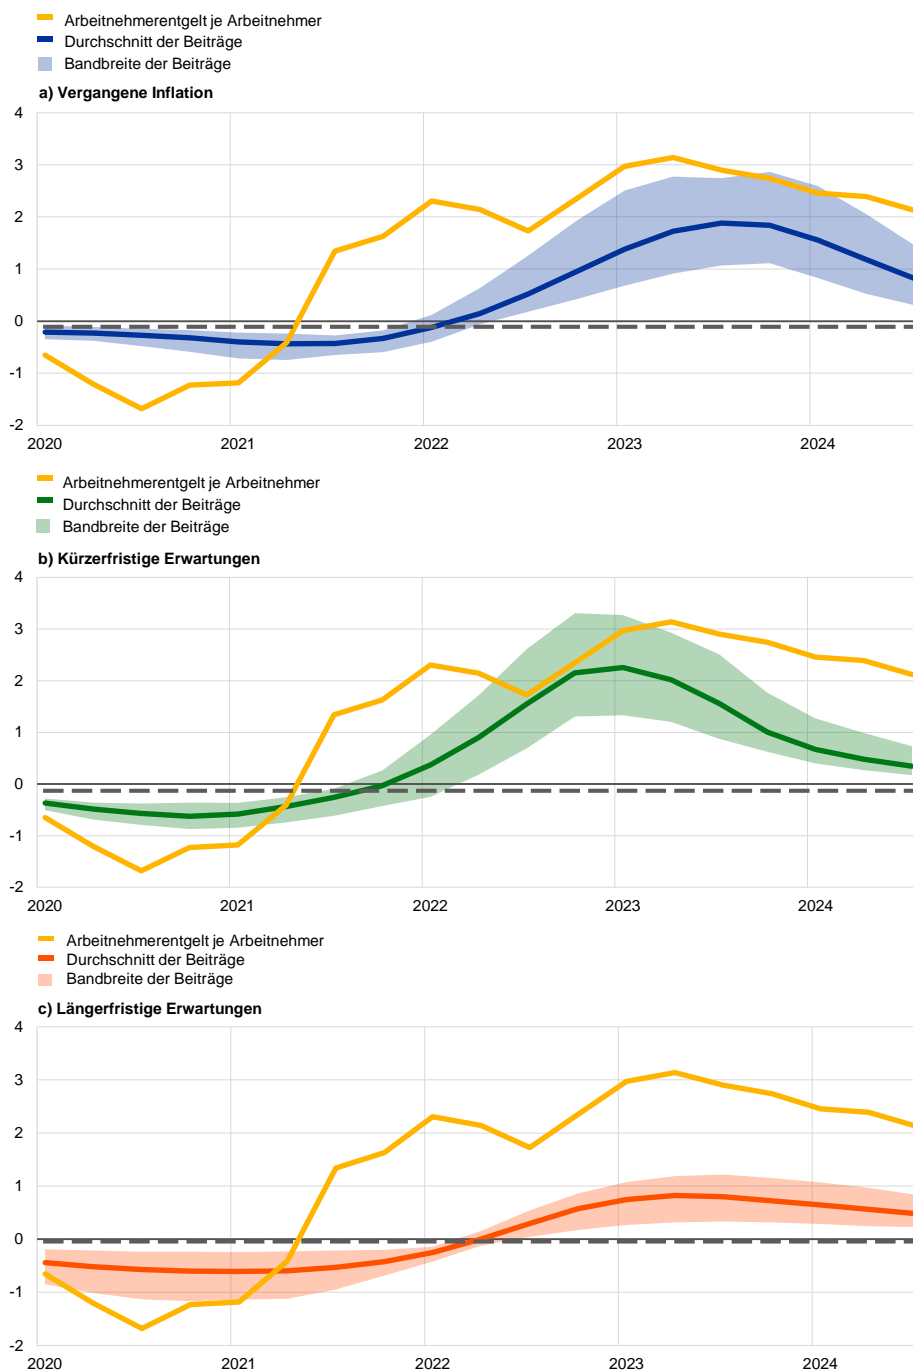 Arbeitnehmerentgelt je Arbeitnehmer
Durchschnitt der Beiträge
Bandbreite der Beiträge
a) Vergangene Inflation
4
3
2
1
0
-1
-2
2020 2021 2022 2023 2024
Arbeitnehmerentgelt je Arbeitnehmer
Durchschnitt der Beiträge
Bandbreite der Beiträge
b) Kürzerfristige Erwartungen
4
3
2
1
0
-1
-2
2020 2021 2022 2023 2024
Arbeitnehmerentgelt je Arbeitnehmer
Durchschnitt der Beiträge
Bandbreite der Beiträge
c) Längerfristige Erwartungen
4
3
2
1
0
-1
-2
2020 2021 2022 2023 2024